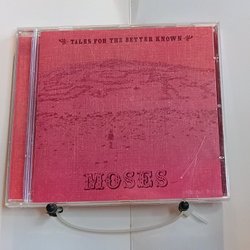 TALES FOR THE BETTER KNOWN
MOSES